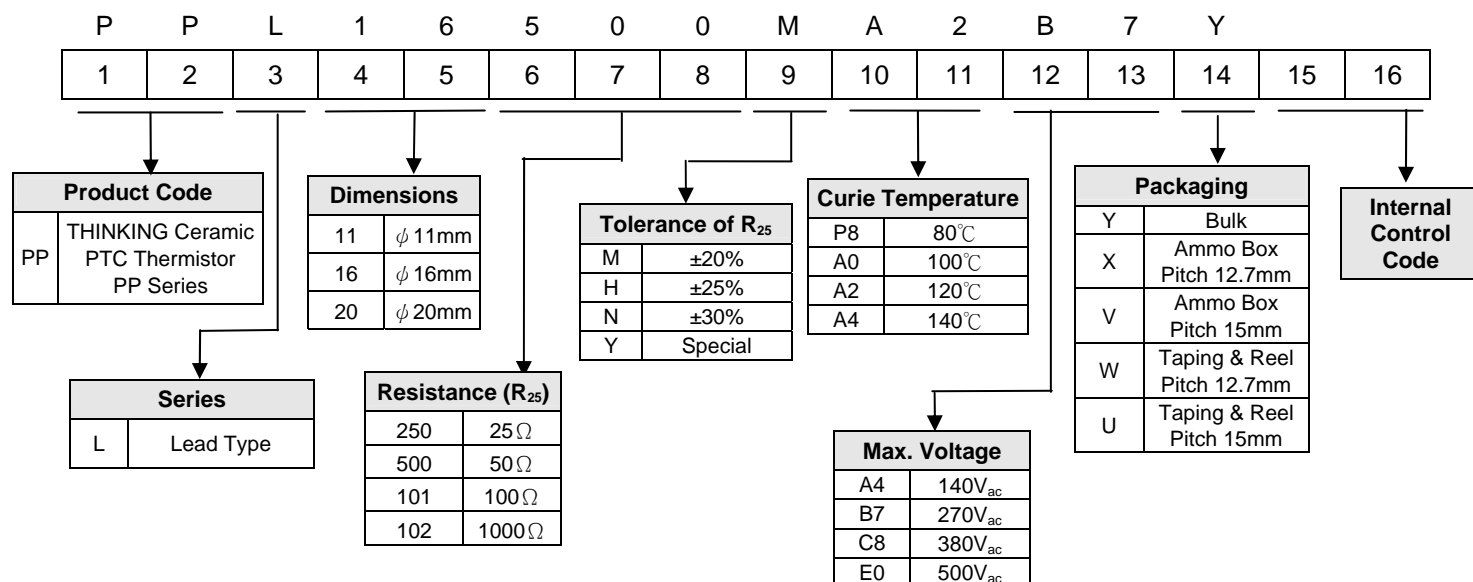 P P L 1 6 5 0 0 M A 2 B 7 Y
1 2 3 4 5 6 7 8 9 10 11 12 13 14 15 16
Product Code
PP THINKING Ceramic
PTC Thermistor
PP Series
Series
L Lead Type
Dimensions
11 ϕ 11mm
16 ϕ 16mm
20 ϕ 20mm
Resistance (R25)
250 25Ω
500 50Ω
101 100Ω
102 1000Ω
Tolerance of R25
M ±20%
H ±25%
N ±30%
Y Special
Curie Temperature
P8 80℃
A0 100℃
A2 120℃
A4 140℃
Max. Voltage
A4 140Vac
B7 270Vac
C8 380Vac
E0 500Vac
Packaging
Y Bulk
X Ammo Box
Pitch 12.7mm
V Ammo Box
Pitch 15mm
W Taping & Reel
Pitch 12.7mm
U Taping & Reel
Pitch 15mm
Internal
Control
Code